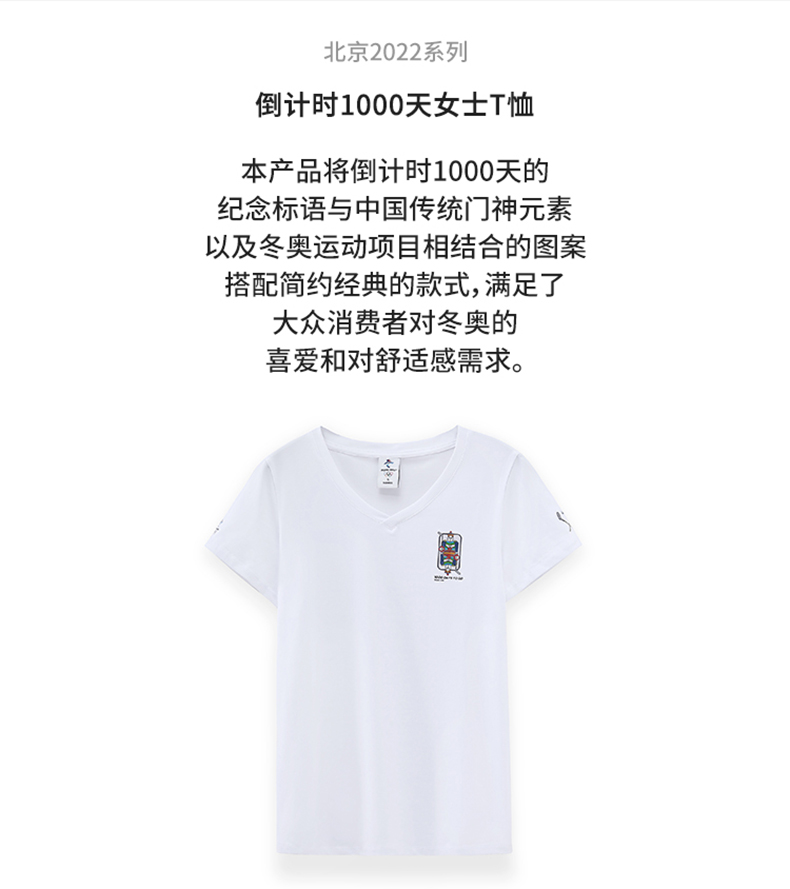 北京2022系列
倒计时1000天女士T恤
本产品将倒计时1000天的
纪念标语与中国传统门神元素
以及冬奥运动项目相结合的图案
搭配简约经典的款式，满足了
大众消费者对冬奥的
喜爱和对舒适感需求。